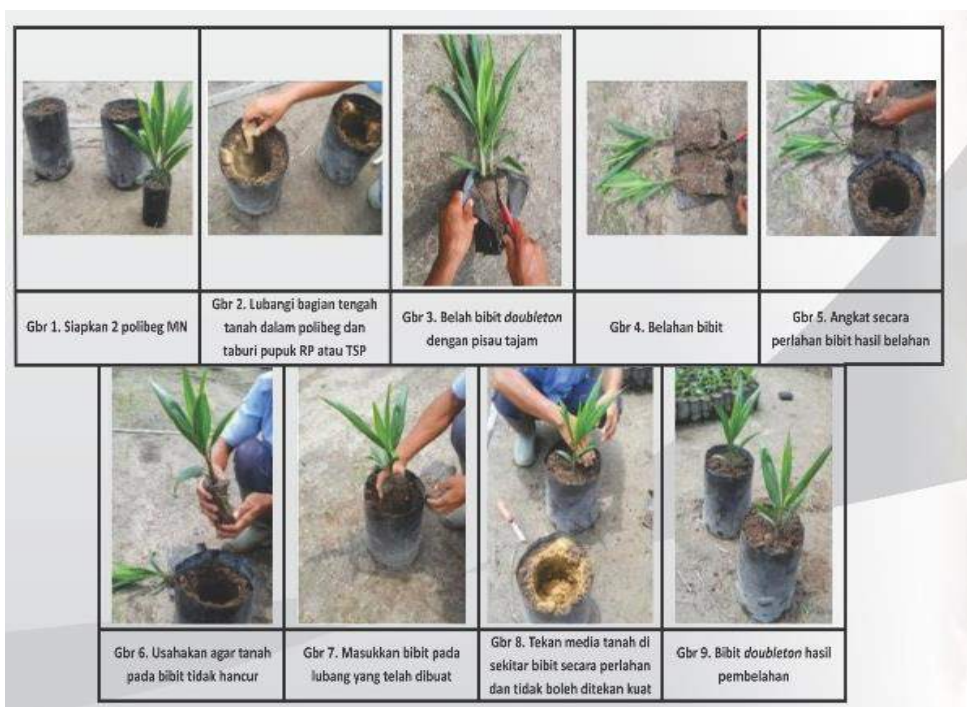 Gbr 1. Siapkan 2 polibeg MN
Gbr 2. Lubangi bagian tengah
tanah dalam polibeg dan
taburi pupuk RP atau TSP
Gbr 3. Belah bibit doubleton
dengan pisau tajam
Gbr 4. Belahan bibit
Gbr 5. Angkat secara
perlahan bibit hasil belahan
Gbr 6. Usahakan agar tanah
pada bibit tidak hancur
Gbr 7. Masukkan bibit pada
lubang yang telah dibuat
Gbr 8. Tekan media tanah di
sekitar bibit secara perlahan
dan tidak boleh ditekan kuat
Gbr 9. Bibit doubleton hasil
pembelahan